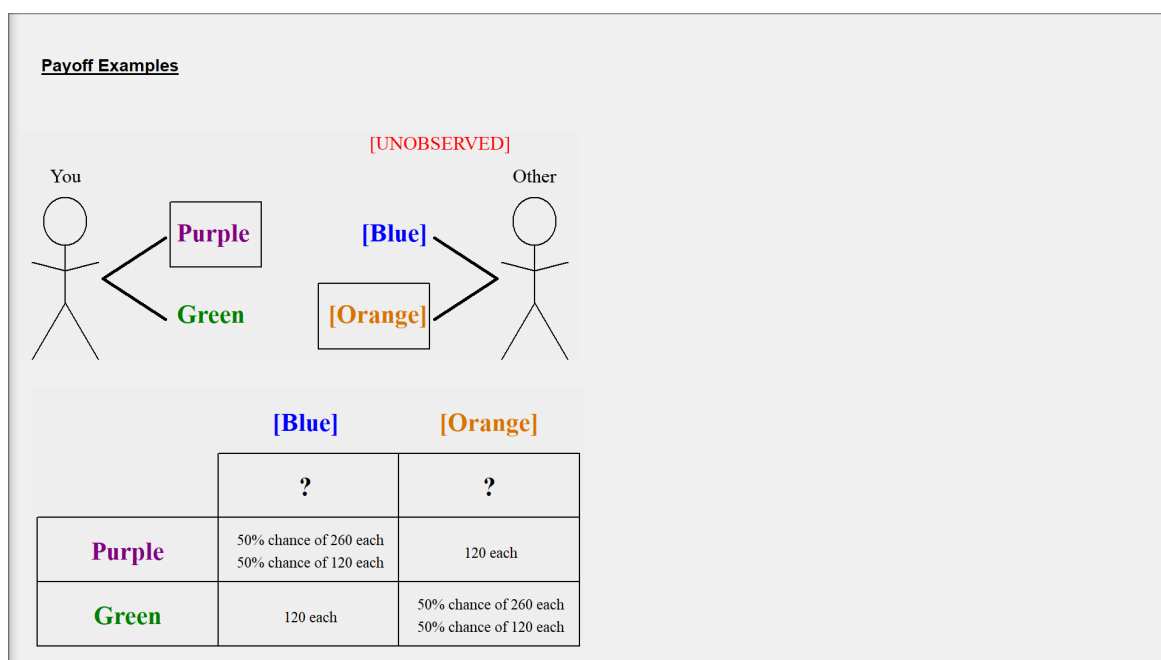 Payoff Examples
[UNOBSERVED]
You
Other
Purple
[Blue]
Green
[Orange]
[Blue] [Orange]
? ?
Purple
50% chance of 260 each
50% chance of 120 each
120 each
Green
120 each
50% chance of 260 each
50% chance of 120 each